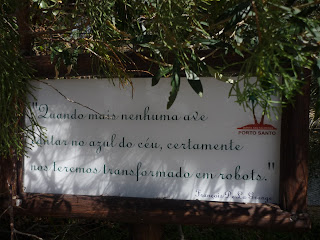 "Quando mais nenhuma ave
cantar no azul do céu, certamente
nos teremos transformado em robots."
PORTO SANTO